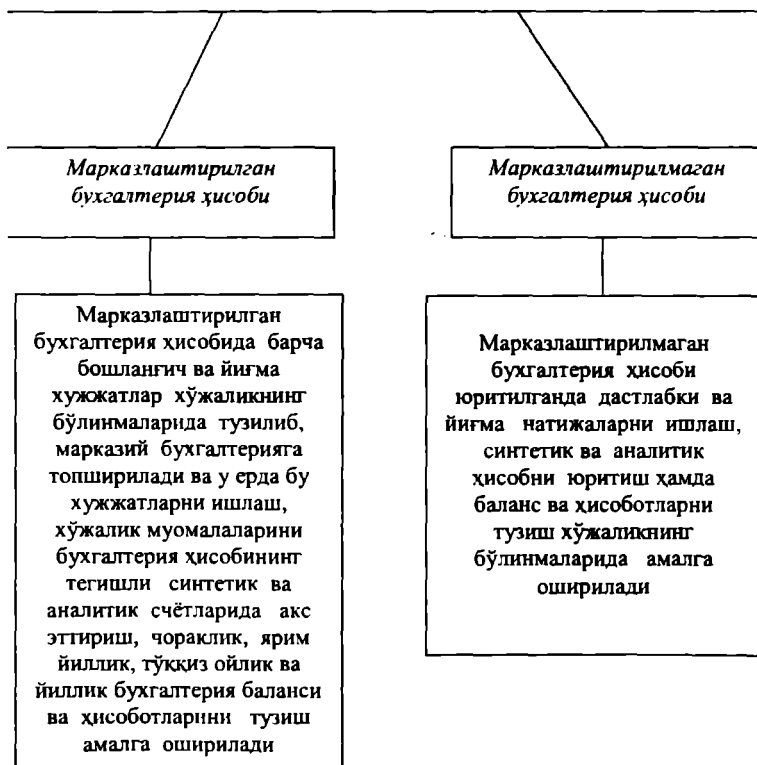 Марказлаштирилган
бухгалтерия ҳисоби
Марказлаштирилмаган
бухгалтерия ҳисоби
Марказлаштирилган
бухгалтерия ҳисобида барча
бошланғич ва йиғма
хужжатлар хўжаликнинг
бўлинмаларида тузилиб,
марказий бухгалтерияга
топширилади ва у ерда бу
хужжатларни ишлаш,
хўжалик муомалаларини
бухгалтерия ҳисобининг
тегишли синтетик ва
аналитик счётларида акс
эттириш, чораклик, ярим
йиллик, тўққиз ойлик ва
йиллик бухгалтерия баланси
ва ҳисоботларини тузиш
амалга оширилади
Марказлаштирилмаган
бухгалтерия ҳисоби
юритилганда дастлабки ва
йиғма натижаларни ишлаш,
синтетик ва аналитик
ҳисобни юритиш ҳамда
баланс ва ҳисоботларни
тузиш хўжаликнинг
бўлинмаларида амалга
оширилади